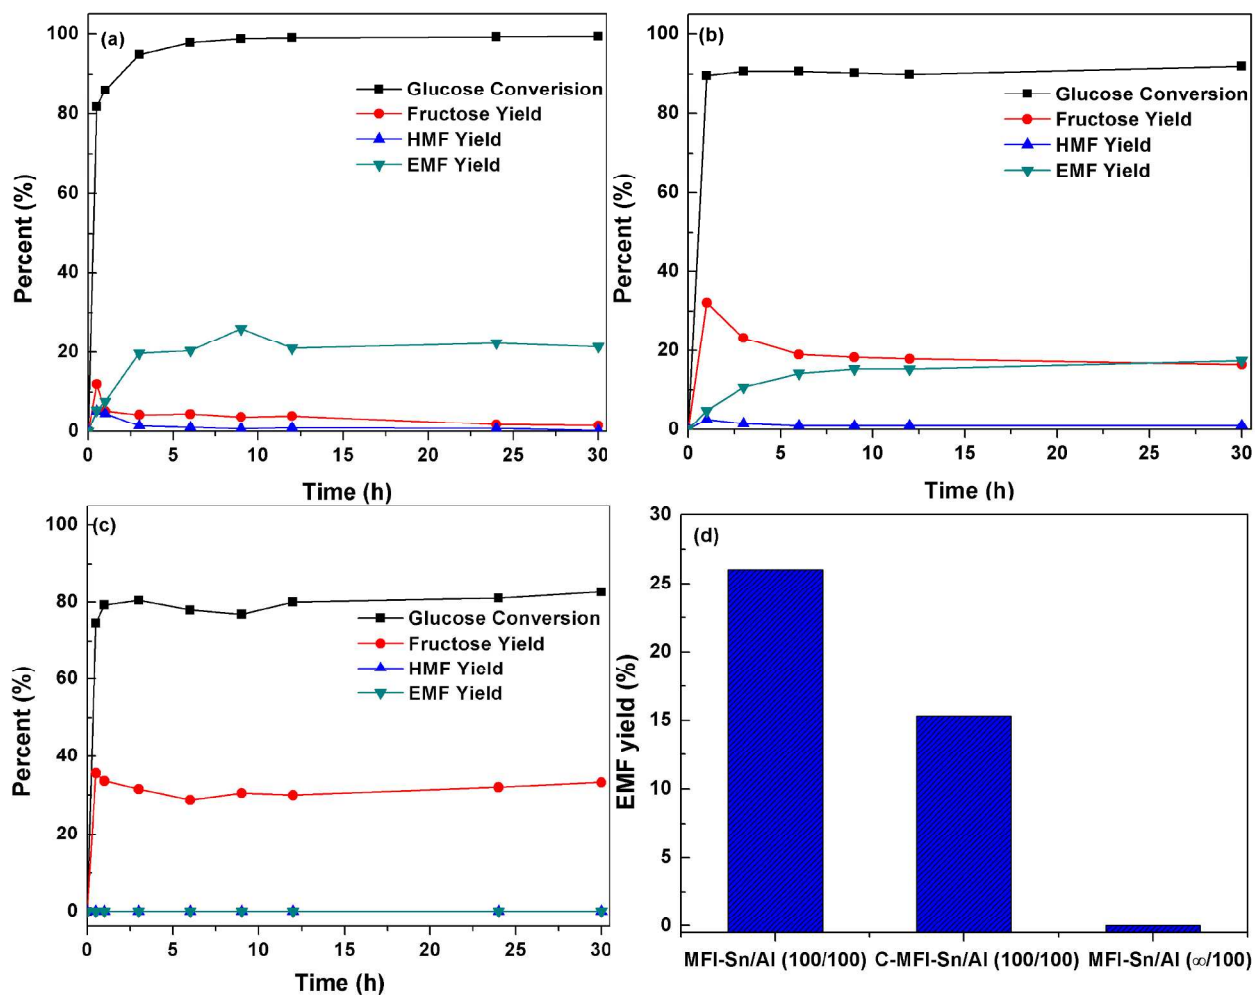 (a)
100
80
60
40
20
0
Percent (%)
Glucose Converision
Fructose Yield
HMF Yield
EMF Yield
0 5 10 15 20 25 30
Time (h)
(b)
100
80
60
40
20
0
Percent (%)
Glucose Conversion
Fructose Yield
HMF Yield
EMF Yield
0 5 10 15 20 25 30
Time (h)
(c)
100
80
60
40
20
0
Percent (%)
Glucose Conversion
Fructose Yield
HMF Yield
EMF Yield
0 5 10 15 20 25 30
Time (h)
(d)
30
25
20
15
10
5
0
EMF yield (%)
MFI-Sn/Al (100/100) C-MFI-Sn/Al (100/100) MFI-Sn/Al (∞/100)